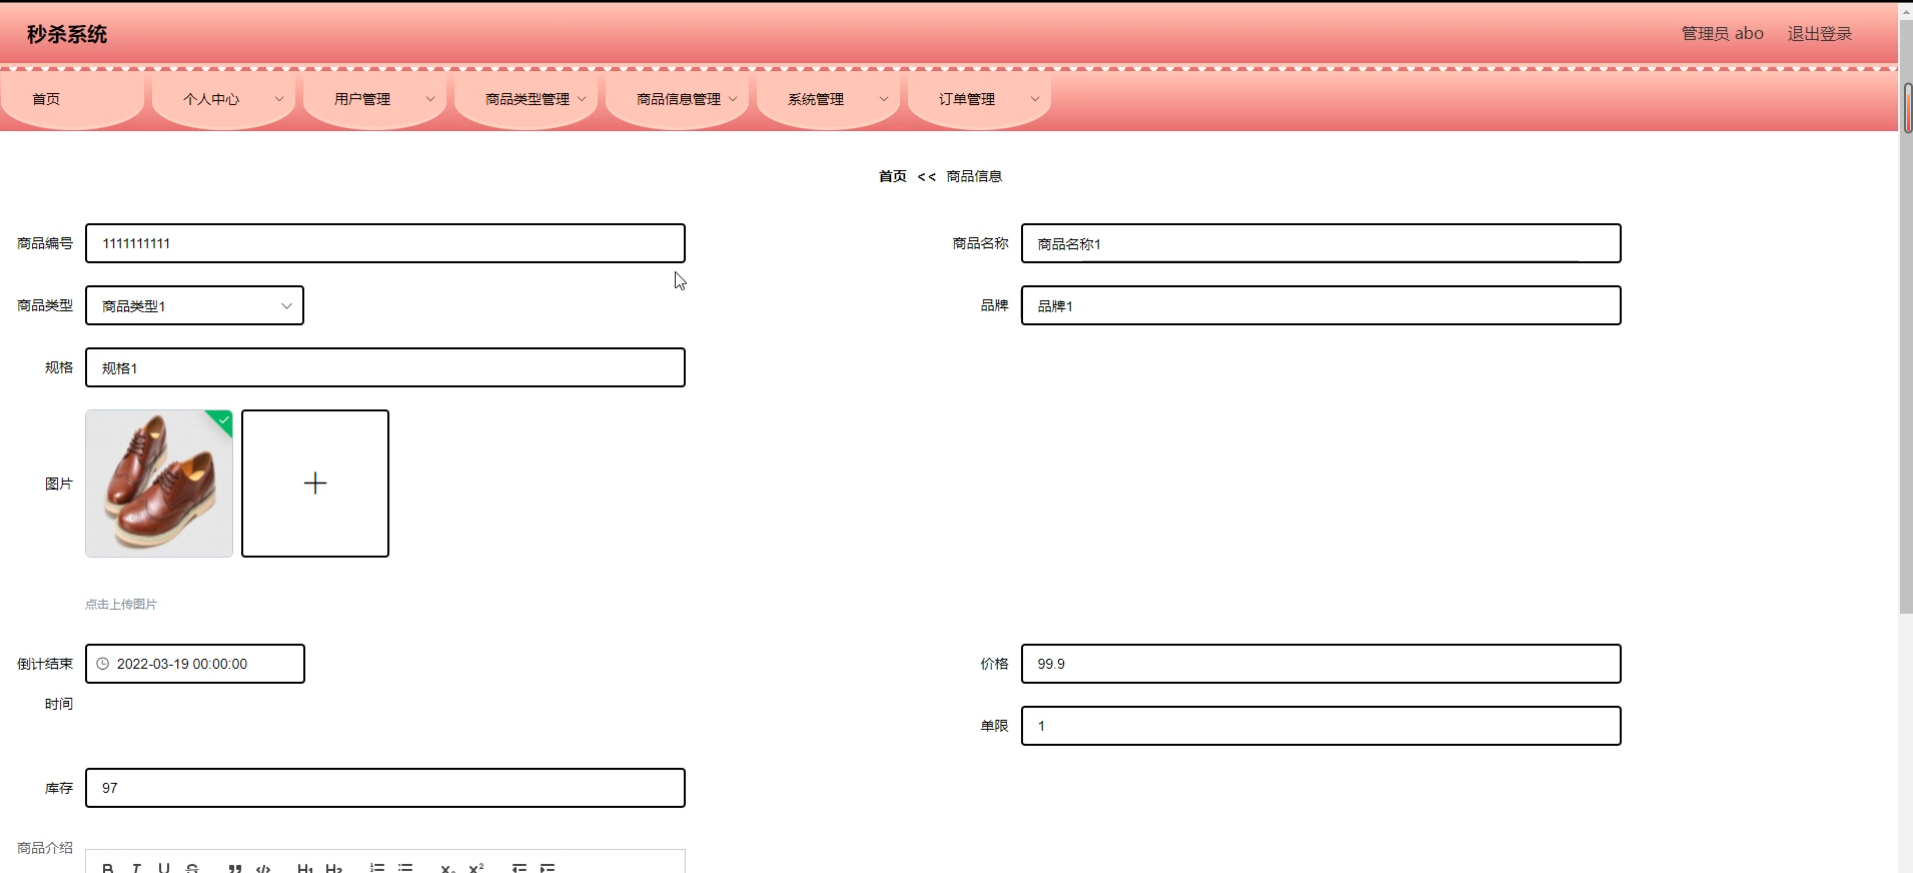 秒杀系统
管理员 abo 退出登录
首页 个人中心 用户管理 商品类型管理 商品信息管理 系统管理 订单管理
首页 << 商品信息
商品编号 1111111111 商品名称 商品名称1
商品类型 商品类型1 品牌 品牌1
规格 规格1
图片
点击上传图片
倒计结束 2022-03-19 00:00:00 价格 99.9
时间
单限 1
库存 97
商品介绍
B I U S ” </> H1 H2 X₂ X²